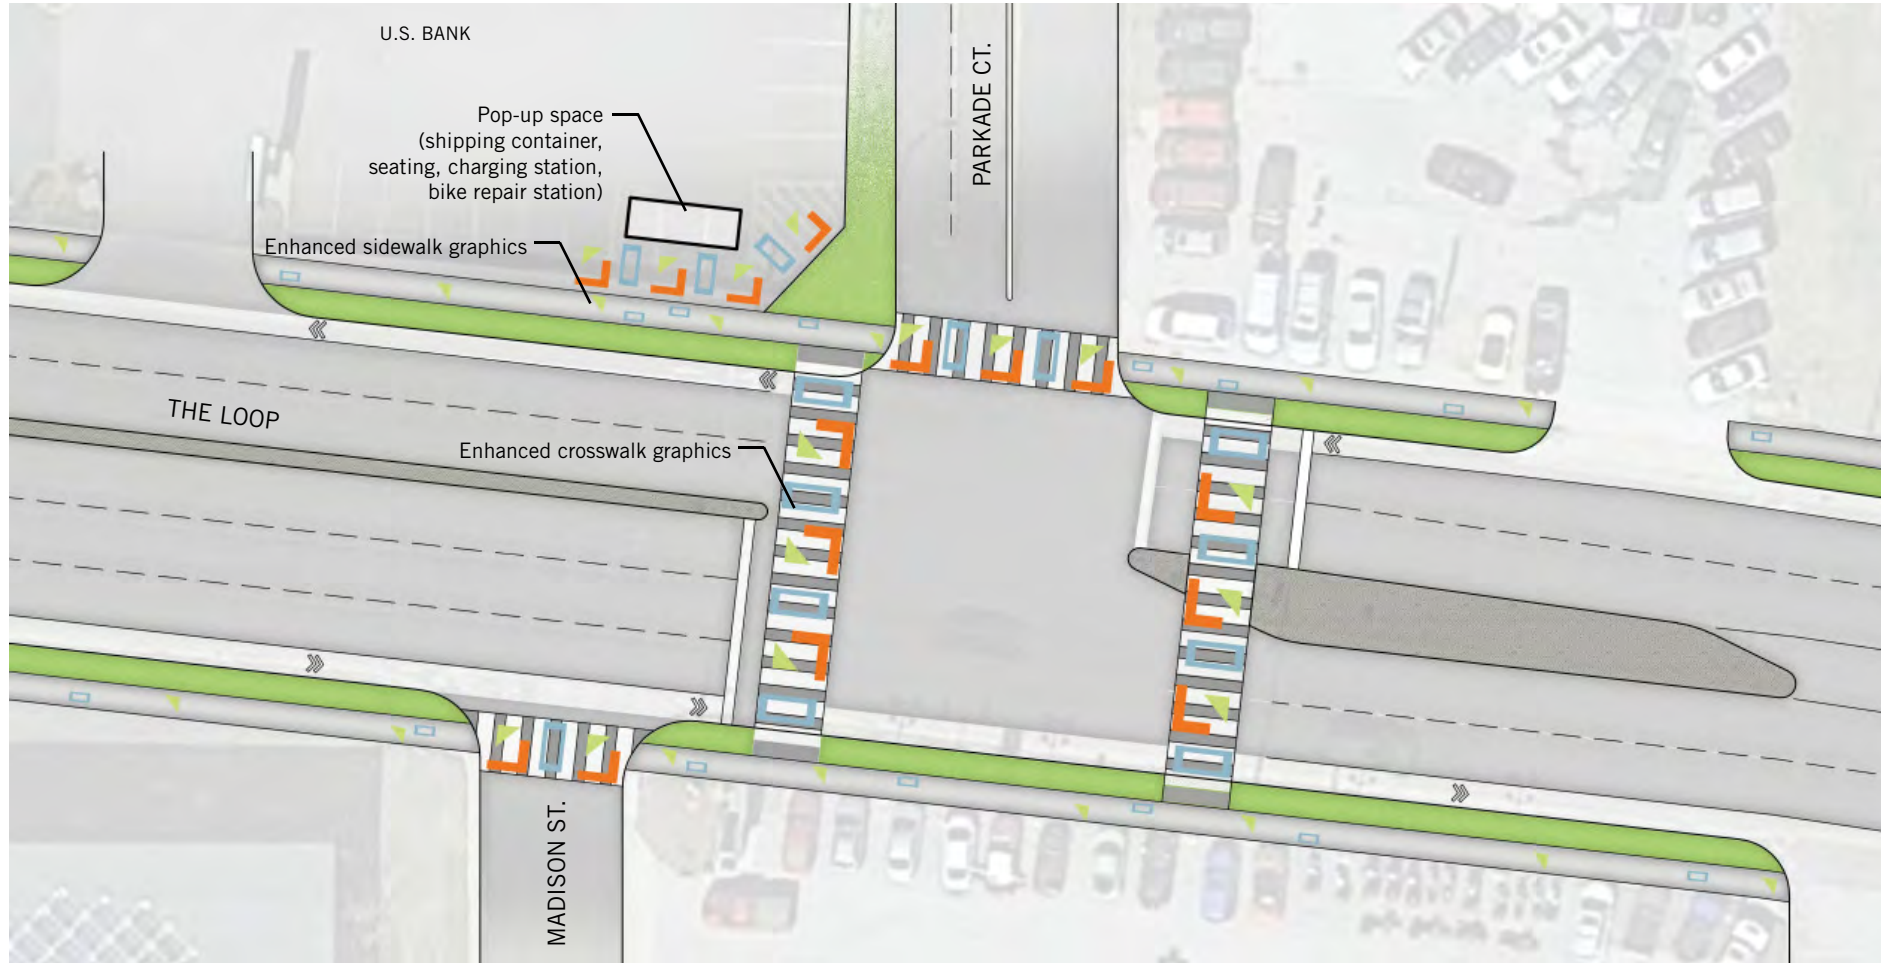 U.S. BANK
PARKADE CT.
Pop-up space
(shipping container,
seating, charging station,
bike repair station)
Enhanced sidewalk graphics
THE LOOP
Enhanced crosswalk graphics
MADISON ST.